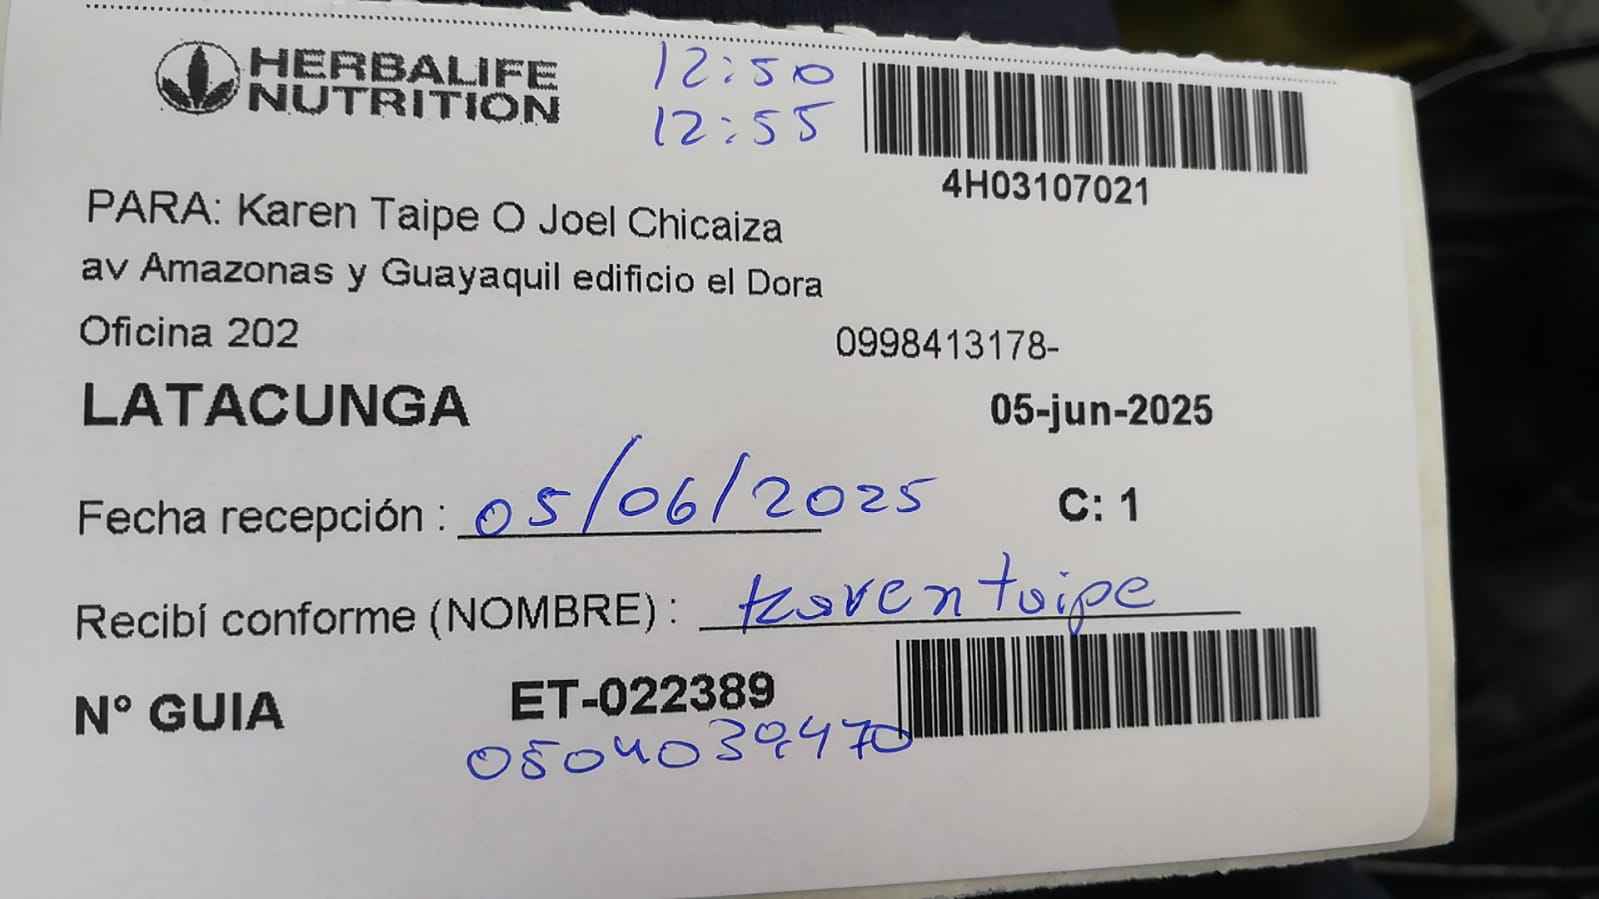 HERBALIFE
NUTRITION
12:50
12:55
4H03107021
PARA: Karen Taipe O Joel Chicaiza
av Amazonas y Guayaquil edificio el Dora
Oficina 202
0998413178-
LATACUNGA
05-jun-2025
Fecha recepción : 05/06/2025
C: 1
Recibí conforme (NOMBRE) : Karen Taipe
N° GUIA ET-022389
0504039470